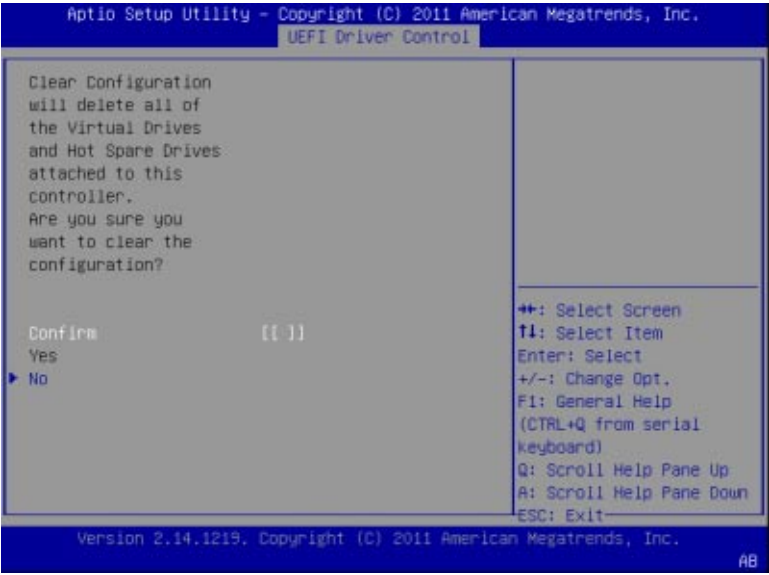 Aptio Setup Utility – Copyright (C) 2011 American Megatrends, Inc.
UEFI Driver Control
Clear Configuration
will delete all of
the Virtual Drives
and Hot Spare Drives
attached to this
controller.
Are you sure you
want to clear the
configuration?
Confirm [[ ]]
Yes
▶ No
→←: Select Screen
↑↓: Select Item
Enter: Select
+/-: Change Opt.
F1: General Help
(CTRL+Q from serial
keyboard)
Q: Scroll Help Pane Up
A: Scroll Help Pane Down
ESC: Exit
Version 2.14.1219. Copyright (C) 2011 American Megatrends, Inc.
AB